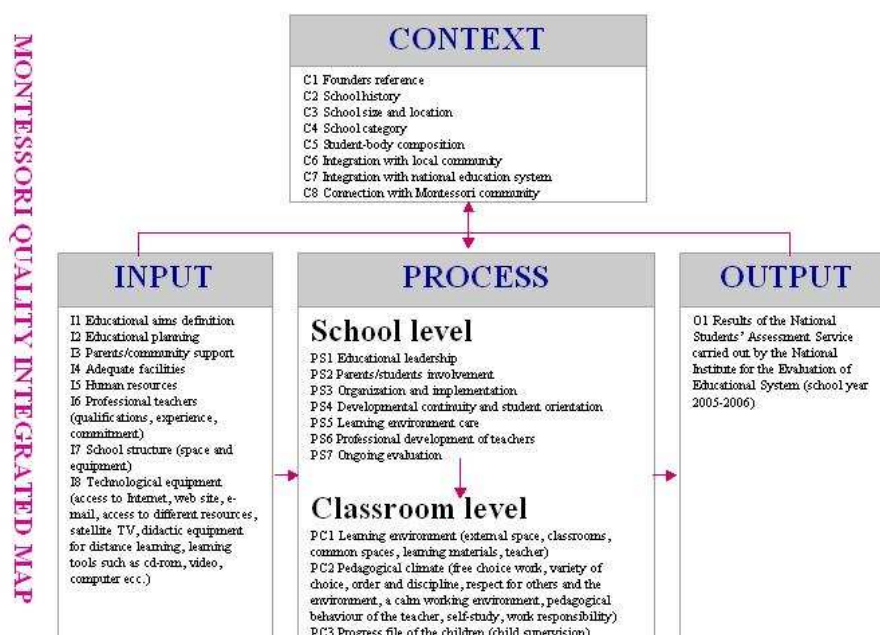 MONTESSORI QUALITY INTEGRATED MAP
CONTEXT
C1 Founders reference
C2 School history
C3 School size and location
C4 School category
C5 Student-body composition
C6 Integration with local community
C7 Integration with national education system
C8 Connection with Montessori community
INPUT
I1 Educational aims definition
I2 Educational planning
I3 Parents/community support
I4 Adequate facilities
I5 Human resources
I6 Professional teachers
(qualifications, experience,
commitment)
I7 School structure (space and
equipment)
I8 Technological equipment
(access to Internet, web site, e-
mail, access to different resources,
satellite TV, didactic equipment
for distance learning, learning
tools such as cd-rom, video,
computer ecc.)
PROCESS
School level
PS1 Educational leadership
PS2 Parents/students involvement
PS3 Organization and implementation
PS4 Developmental continuity and student orientation
PS5 Learning environment care
PS6 Professional development of teachers
PS7 Ongoing evaluation
Classroom level
PC1 Learning environment (external space, classrooms,
common spaces, learning materials, teacher)
PC2 Pedagogical climate (free choice work, variety of
choice, order and discipline, respect for others and the
environment, a calm working environment, pedagogical
behaviour of the teacher, self-study, work responsibility)
PC3 Progress file of the children (child supervision)
OUTPUT
O1 Results of the National
Students' Assessment Service
carried out by the National
Institute for the Evaluation of
Educational System (school year
2005-2006)